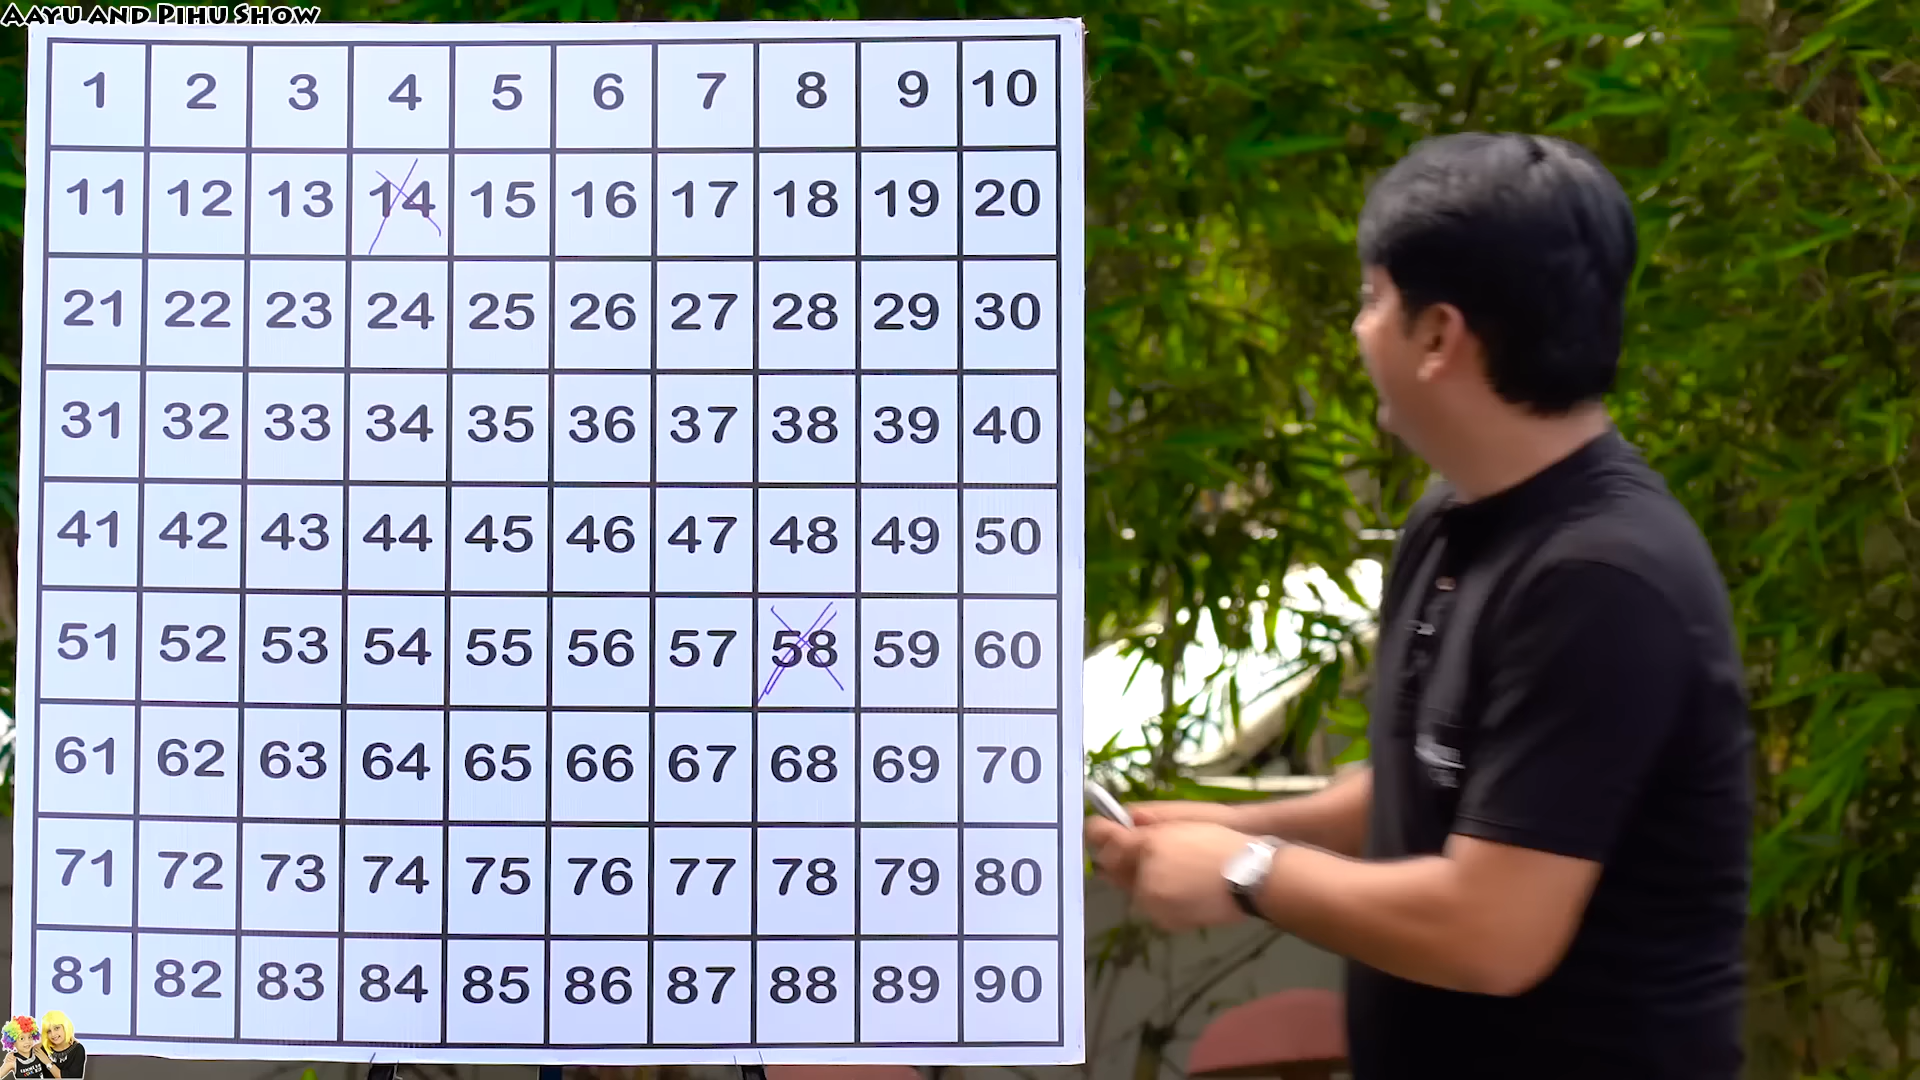 Aayu and Pihu Show
1 2 3 4 5 6 7 8 9 10
11 12 13 14 15 16 17 18 19 20
21 22 23 24 25 26 27 28 29 30
31 32 33 34 35 36 37 38 39 40
41 42 43 44 45 46 47 48 49 50
51 52 53 54 55 56 57 58 59 60
61 62 63 64 65 66 67 68 69 70
71 72 73 74 75 76 77 78 79 80
81 82 83 84 85 86 87 88 89 90